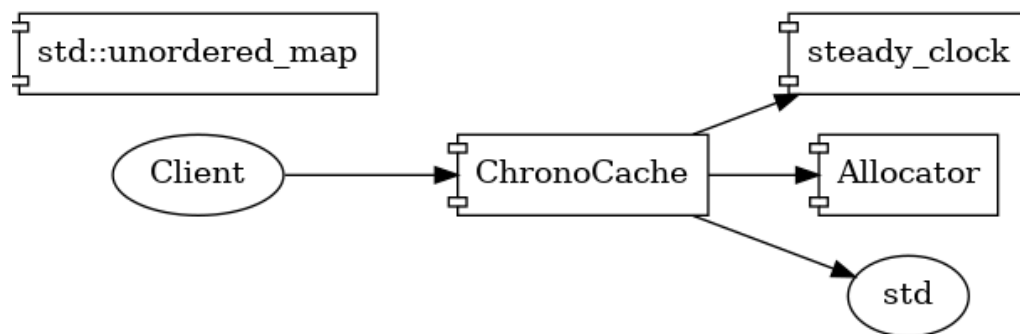 std::unordered_map
steady_clock
Client
ChronoCache
Allocator
std